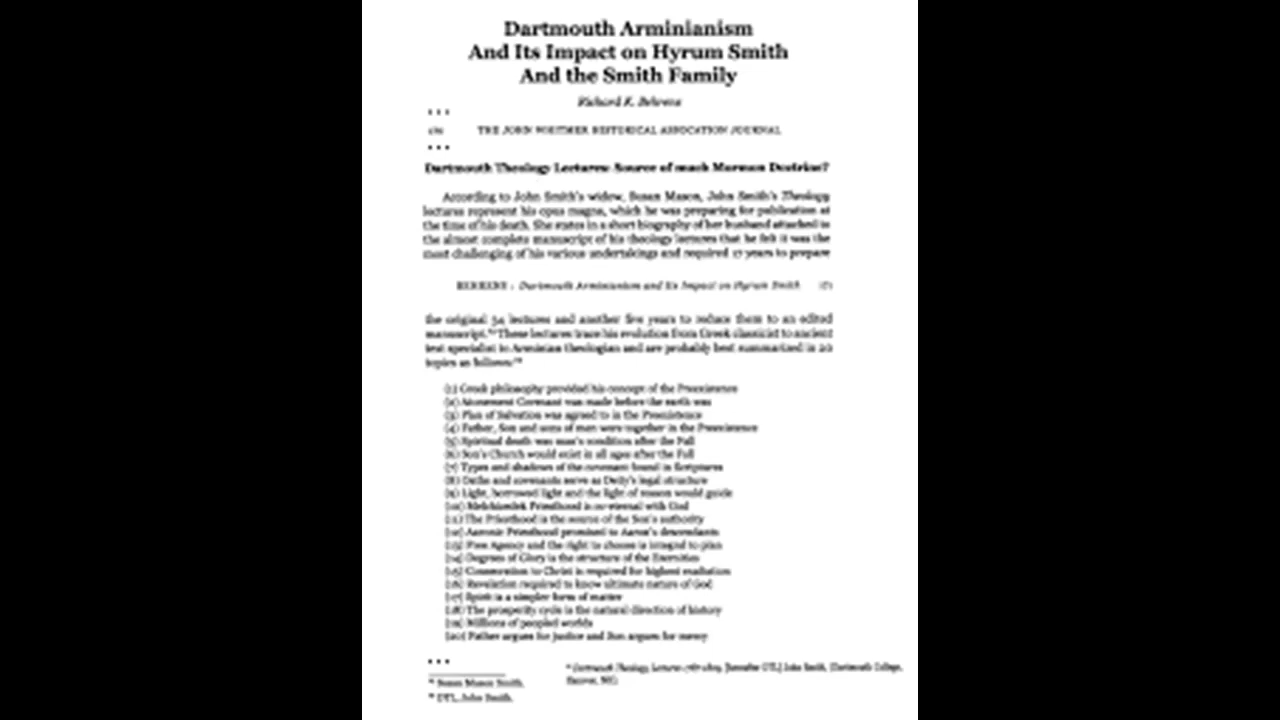 Dartmouth Arminianism
And Its Impact on Hyrum Smith
And the Smith Family
Richard K. Behrens
• • •
THE JOHN WHITMER HISTORICAL ASSOCATION JOURNAL
• • •
Dartmouth Theology Lectures: Source of much Mormon Doctrine?
According to John Smith's widow, Susan Mason, John Smith's Theology
lectures represent his opus magna, which he was preparing for publication at
the time of his death. She states in a short biography of her husband attached to
the almost complete manuscript of his theology lectures that he felt it was the
most challenging of his various undertakings and required 17 years to prepare
BEHRENS : Dartmouth Arminianism and Its Impact on Hyrum Smith 171
the original 54 lectures and another five years to reduce them to an edited
manuscript. These lectures trace his evolution from Greek classicist to ancient
text specialist to Arminian theologian and are probably best summarized in 20
topics as follows:
(1) Greek philosophy provided his concept of the Preexistence
(2) Atonement Covenant was made before the earth was
(3) Plan of Salvation was agreed to in the Preexistence
(4) Father, Son and sons of men were together in the Preexistence
(5) Spiritual death was man's condition after the Fall
(6) Son's Church would exist in all ages after the Fall
(7) Types and shadows of the covenant found in Scriptures
(8) Oaths and covenants serve as Deity's legal structure
(9) Light, borrowed light and the light of reason would guide
(10) Melchizedek Priesthood is co-eternal with God
(11) The Priesthood is the source of the Son's authority
(12) Aaronic Priesthood promised to Aaron's descendants
(13) Free Agency and the right to choose is integral to plan
(14) Degrees of Glory is the structure of the Eternities
(15) Consecration to Christ is required for highest exaltation
(16) Revelation required to know ultimate nature of God
(17) Spirit is a simpler form of matter
(18) The prosperity cycle is the natural direction of history
(19) Millions of peopled worlds
(20) Father argues for justice and Son argues for mercy
• • •
Susan Mason Smith.
DTL, John Smith.
Dartmouth Theology Lectures [hereafter DTL] John Smith, (Dartmouth College,
Hanover, NH)